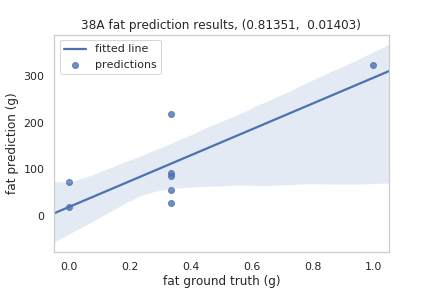 38A fat prediction results, (0.81351,  0.01403)
fitted line
predictions
fat prediction (g)
300
200
100
0
0.0 0.2 0.4 0.6 0.8 1.0
fat ground truth (g)